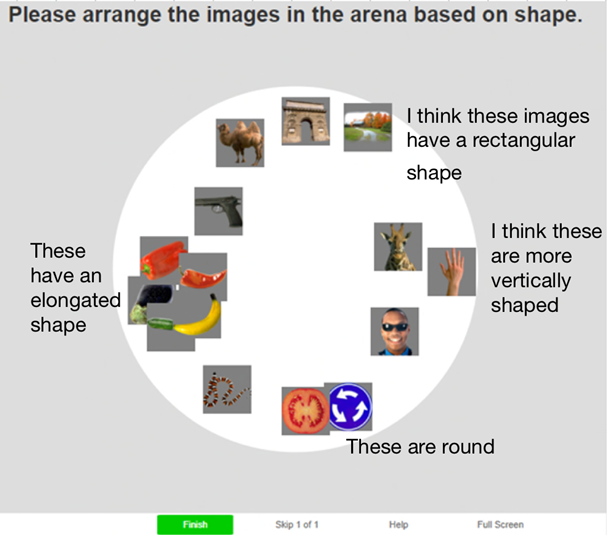 Please arrange the images in the arena based on shape.
I think these images
have a rectangular
shape
I think these
are more
vertically
shaped
These
have an
elongated
shape
These are round
Finish
Skip 1 of 1
Help
Full Screen